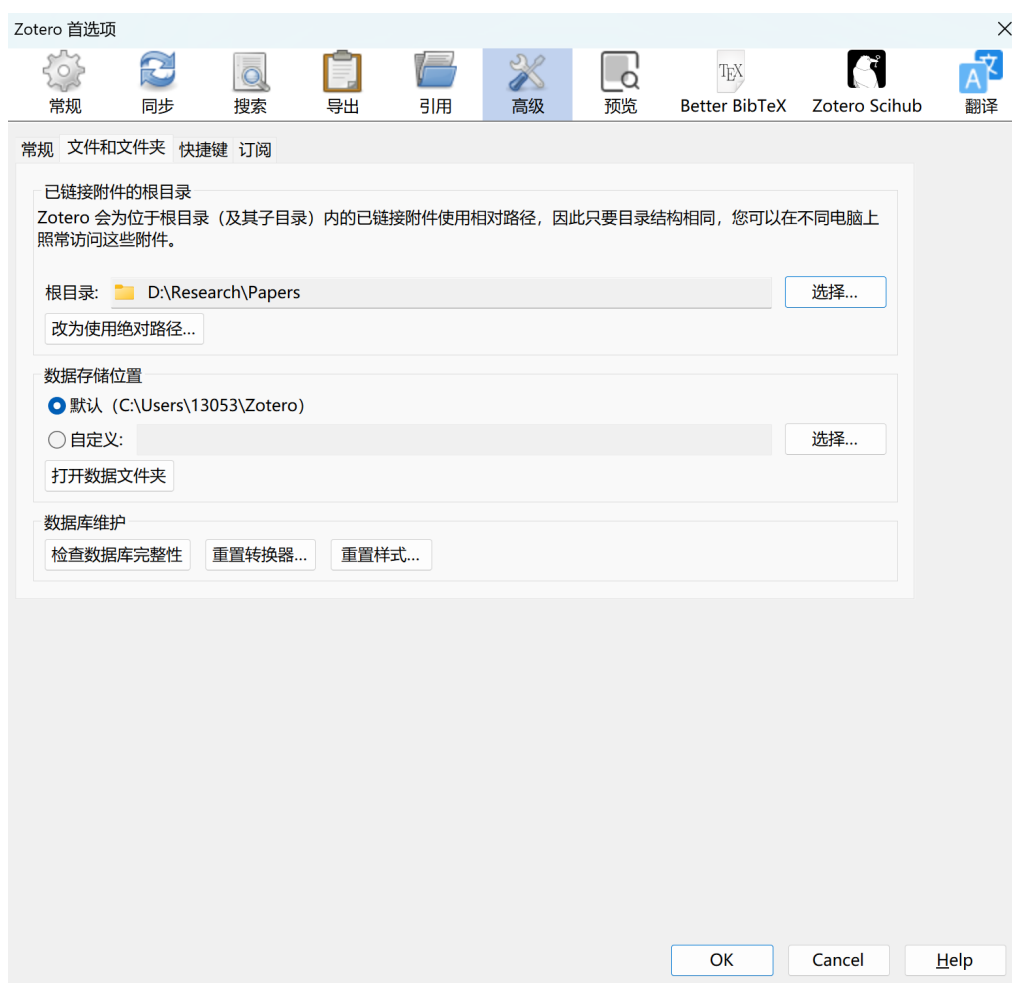 Zotero 首选项
常规
同步
搜索
导出
引用
高级
预览
Better BibTeX
Zotero Scihub
翻译
常规 文件和文件夹 快捷键 订阅
已链接附件的根目录
Zotero 会为位于根目录（及其子目录）内的已链接附件使用相对路径，因此只要目录结构相同，您可以在不同电脑上
照常访问这些附件。
根目录: D:\Research\Papers 选择...
改为使用绝对路径...
数据存储位置
默认（C:\Users\13053\Zotero）
自定义: 选择...
打开数据文件夹
数据库维护
检查数据库完整性 重置转换器... 重置样式...
OK Cancel Help